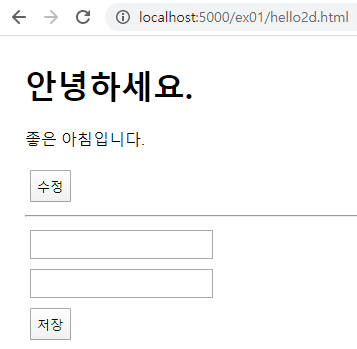 localhost:5000/ex01/hello2d.html
안녕하세요.
좋은 아침입니다.
수정
저장